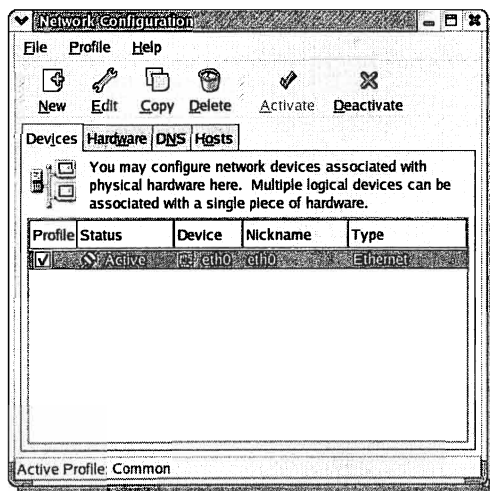 Network Configuration
File Profile Help
New Edit Copy Delete Activate Deactivate
Devices Hardware DNS Hosts
You may configure network devices associated with
physical hardware here. Multiple logical devices can be
associated with a single piece of hardware.
Profile Status Device Nickname Type
Active eth0 eth0 Ethernet
Active Profile: Common